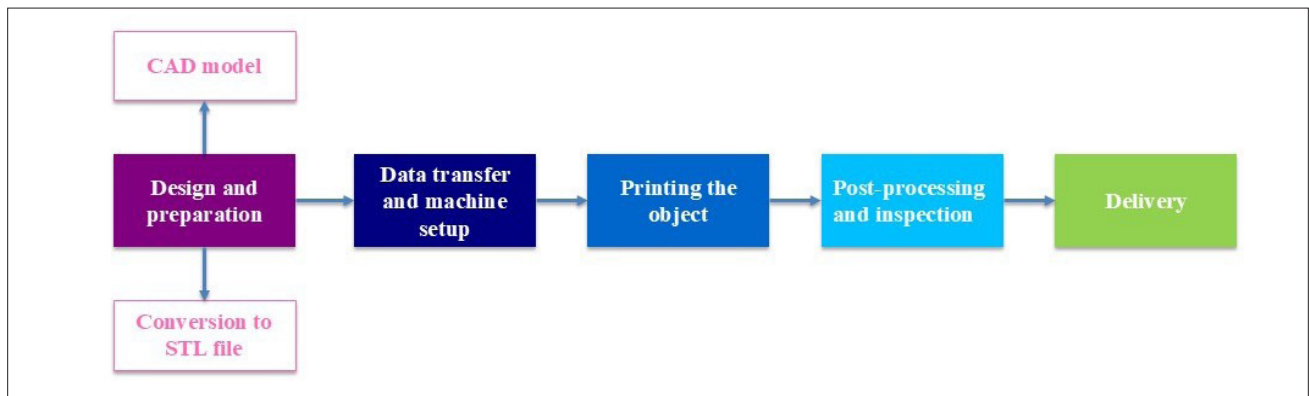 CAD model
Design and
preparation
Conversion to
STL file
Data transfer
and machine
setup
Printing the
object
Post-processing
and inspection
Delivery